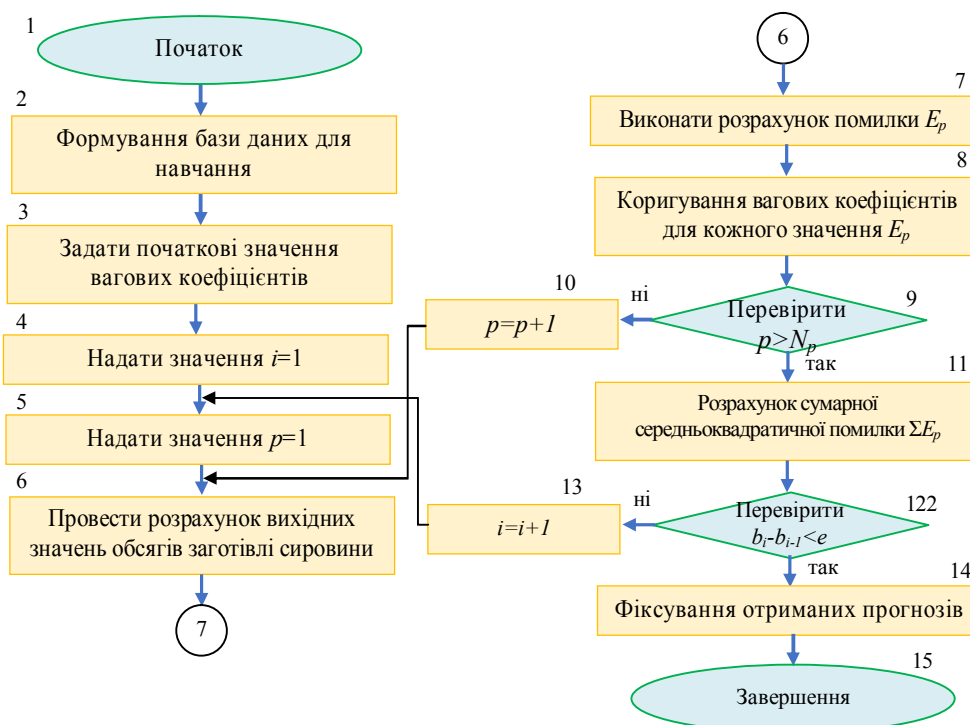 1
Початок
2
Формування бази даних для
навчання
3
Задати початкові значення
вагових коефіцієнтів
4
Надати значення i=1
5
Надати значення p=1
6
Провести розрахунок вихідних
значень обсягів заготівлі сировини
7
6
7
Виконати розрахунок помилки Eₚ
8
Коригування вагових коефіцієнтів
для кожного значення Eₚ
9
Перевірити
p>Nₚ
ні
10
p=p+1
так
11
Розрахунок сумарної
середньоквадратичної помилки ΣEₚ
122
Перевірити
bᵢ-bᵢ₋₁<e
ні
13
i=i+1
так
14
Фіксування отриманих прогнозів
15
Завершення